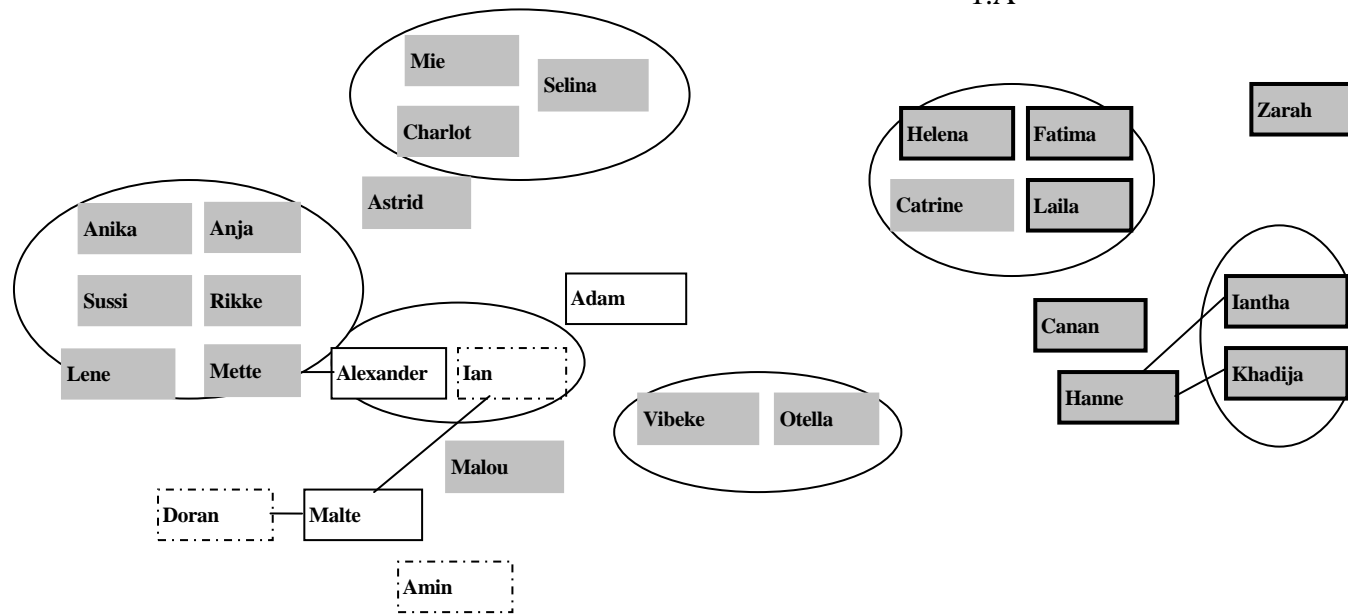 Mie
Selina
Charlot
Astrid
Helena
Fatima
Zarah
Catrine
Laila
Anika
Anja
Sussi
Rikke
Lene
Mette
Adam
Alexander
Ian
Canan
Iantha
Hanne
Khadija
Vibeke
Otella
Malou
Doran
Malte
Amin